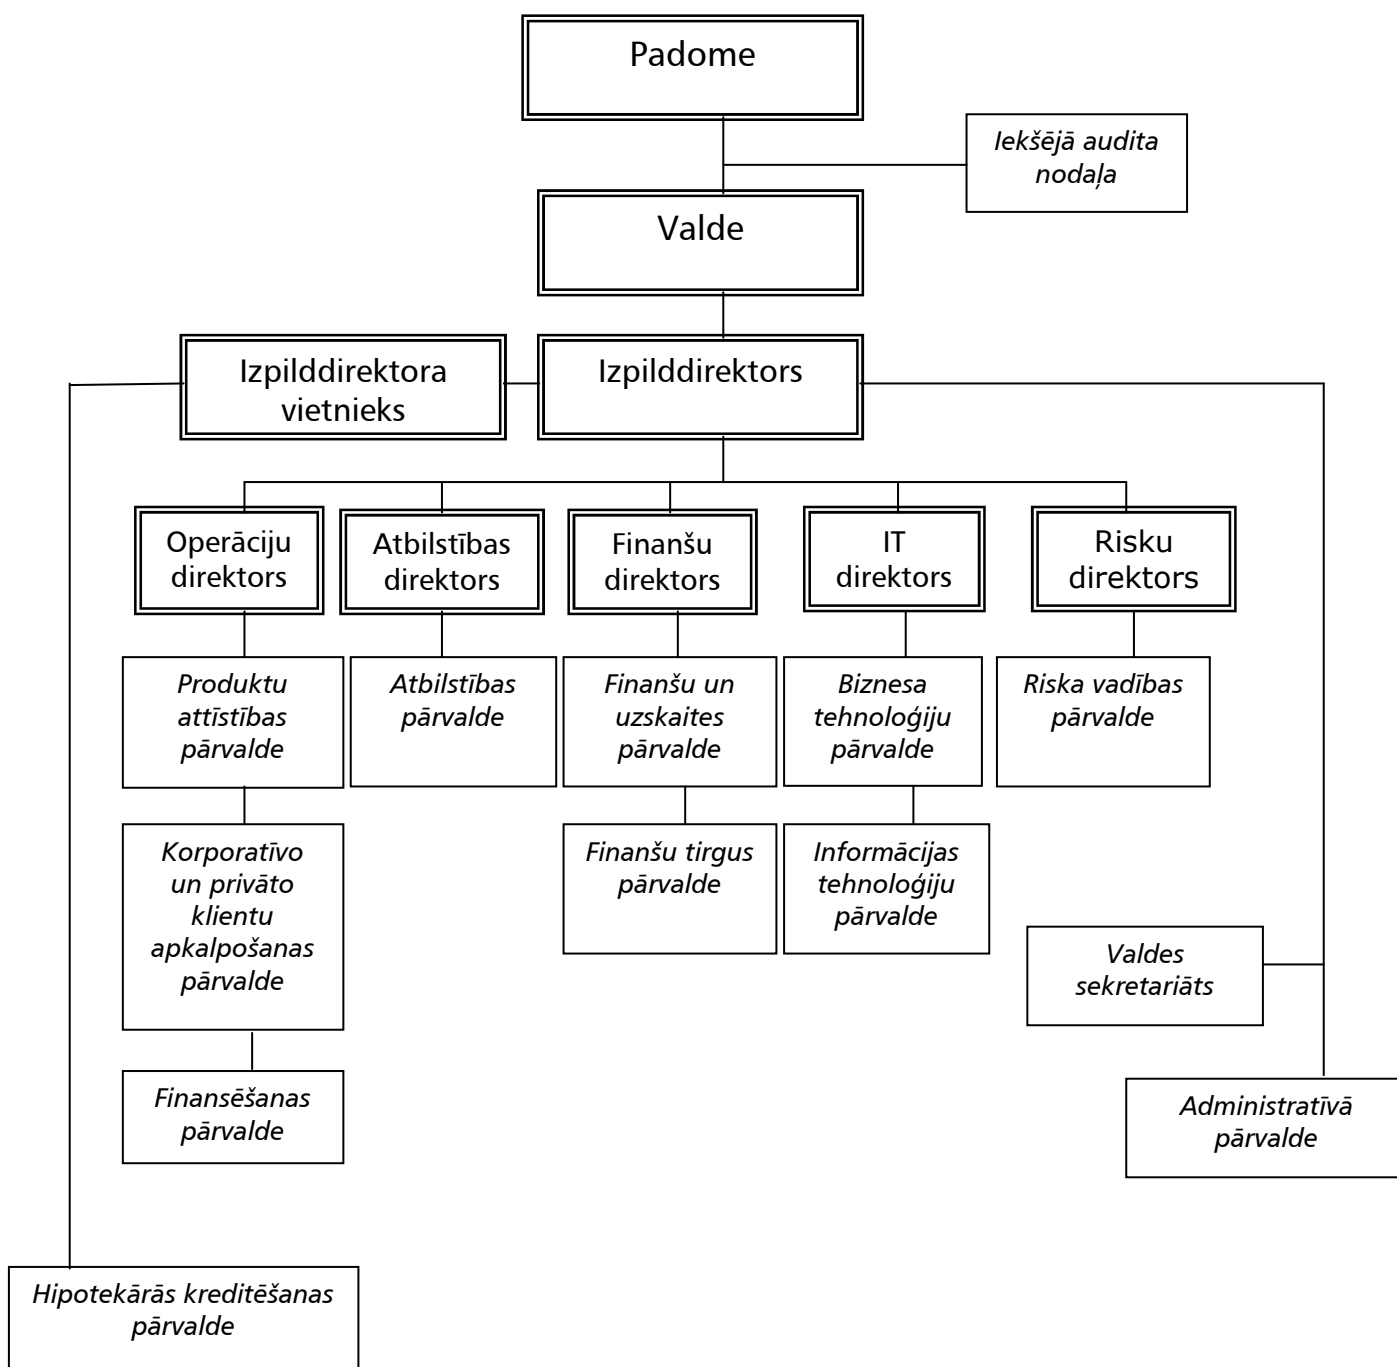 Padome
Iekšējā audita
nodaļa
Valde
Izpilddirektora
vietnieks
Izpilddirektors
Operāciju
direktors
Atbilstības
direktors
Finanšu
direktors
IT
direktors
Risku
direktors
Produktu
attīstības
pārvalde
Atbilstības
pārvalde
Finanšu un
uzskaites
pārvalde
Biznesa
tehnoloģiju
pārvalde
Riska vadības
pārvalde
Korporatīvo
un privāto
klientu
apkalpošanas
pārvalde
Finanšu tirgus
pārvalde
Informācijas
tehnoloģiju
pārvalde
Valdes
sekretariāts
Finansēšanas
pārvalde
Administratīvā
pārvalde
Hipotekārās kreditēšanas
pārvalde